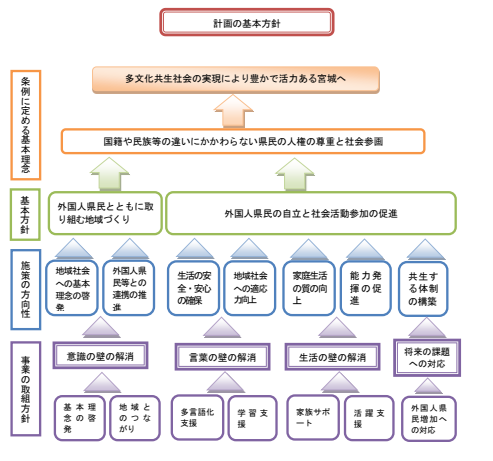 計画の基本方針
多文化共生社会の実現により豊かで活力ある宮城へ
条例に定める基本理念
国籍や民族等の違いにかかわらない県民の人権の尊重と社会参画
基本方針
外国人県民とともに取
り組む地域づくり
外国人県民の自立と社会活動参加の促進
施策の方向性
地域社会
への基本
理念の啓
発
外国人県
民等との
連携の推
進
生活の安
全・安心
の確保
地域社会
への適応
力向上
家庭生活
の質の向
上
能力発
揮の促
進
共生す
る体制
の構築
事業の取組方針
意識の壁の解消
言葉の壁の解消
生活の壁の解消
将来の課題
への対応
基本理
念の啓
発
地域と
のつな
がり
多言語化
支援
学習支
援
家族サポ
ート
活躍支
援
外国人県
民増加へ
の対応